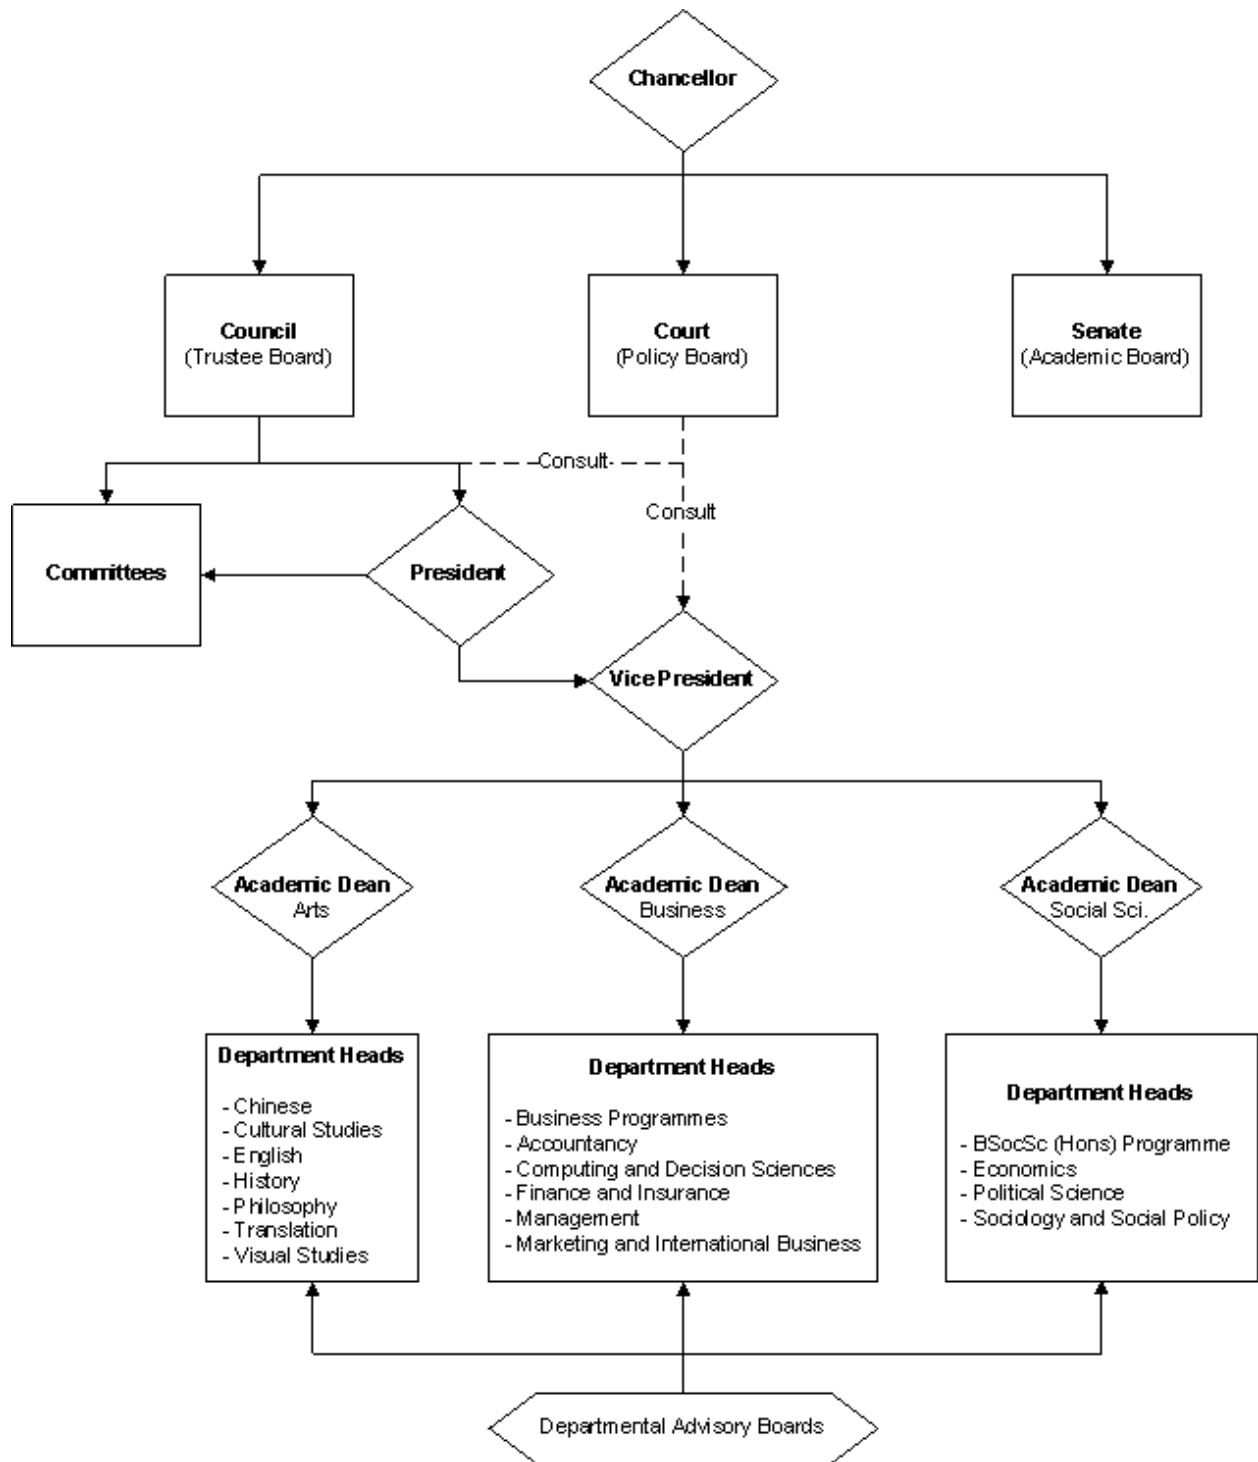 Chancellor
Council
(Trustee Board)
Court
(Policy Board)
Senate
(Academic Board)
Consult
Consult
Committees
President
Vice President
Academic Dean
Arts
Academic Dean
Business
Academic Dean
Social Sci.
Department Heads
- Chinese
- Cultural Studies
- English
- History
- Philosophy
- Translation
- Visual Studies
Department Heads
- Business Programmes
- Accountancy
- Computing and Decision Sciences
- Finance and Insurance
- Management
- Marketing and International Business
Department Heads
- BSocSc (Hons) Programme
- Economics
- Political Science
- Sociology and Social Policy
Departmental Advisory Boards